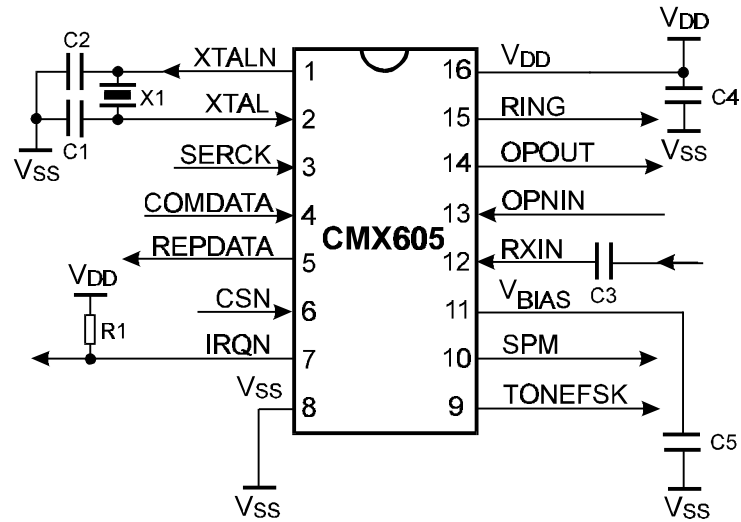 C2
XTALN
1
X1
XTAL
2
C1
VSS
SERCK
3
COMDATA
4
REPDATA
5
VDD
R1
CSN
6
IRQN
7
VSS
8
VSS
CMX605
VDD
16
VDD
C4
VSS
15
RING
14
OPOUT
13
OPNIN
12
RXIN
C3
11
VBIAS
10
SPM
9
TONEFSK
C5
VSS